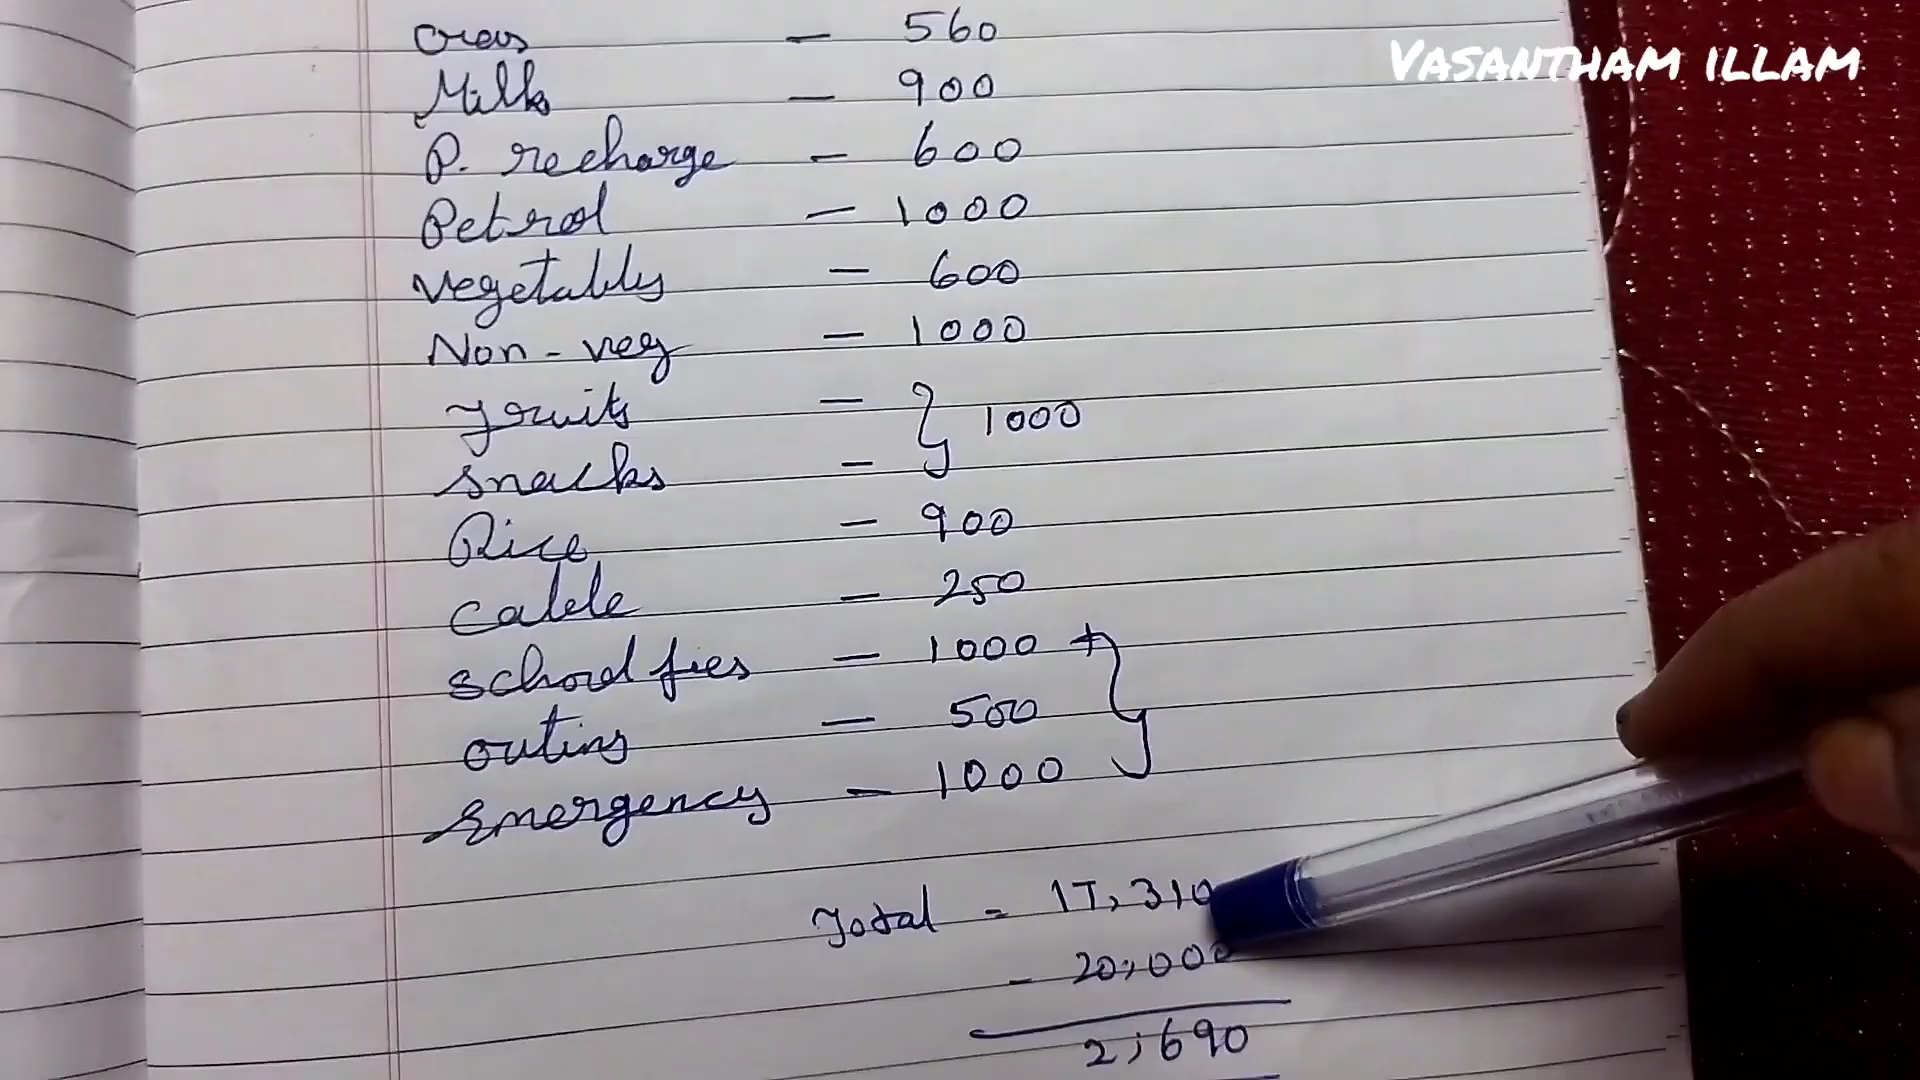 Gas - 560
VASANTHAM ILLAM
Milk - 900
P. recharge - 600
Petrol - 1000
Vegetables - 600
Non-veg - 1000
Fruits -
} 1000
Snacks -
Rice - 900
Cable - 250
School fees - 1000 +
Outing - 500 }
Emergency - 1000
Total = 17,310
- 20,000
2,690